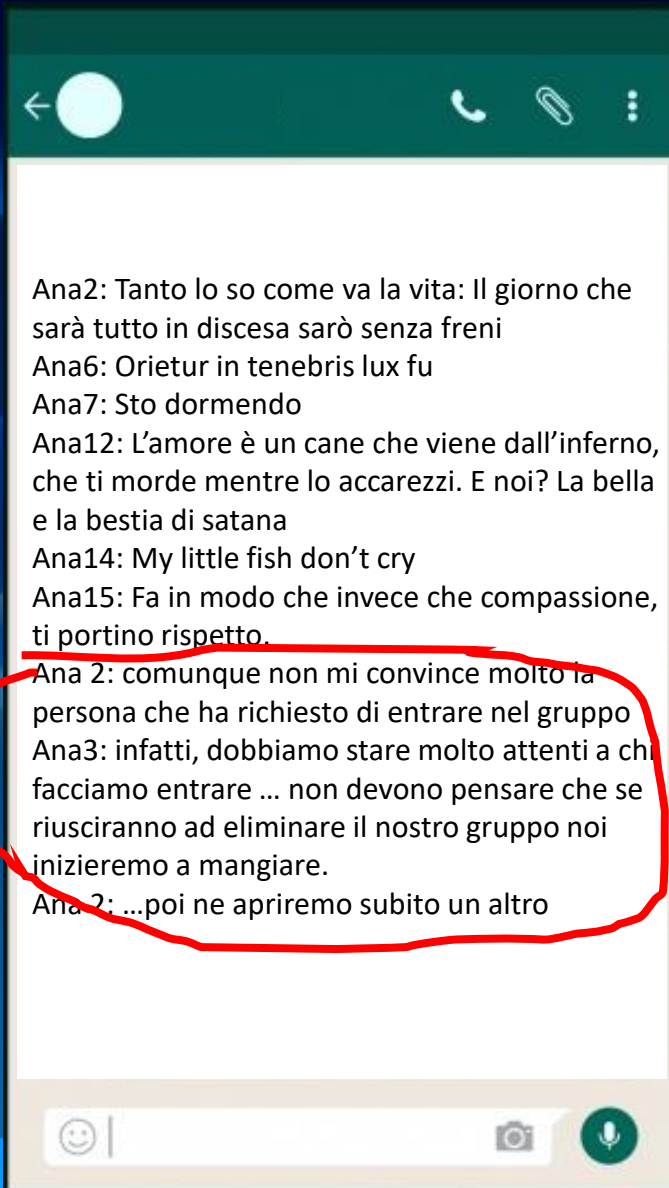 Ana2: Tanto lo so come va la vita: Il giorno che
sarà tutto in discesa sarò senza freni
Ana6: Orietur in tenebris lux fu
Ana7: Sto dormendo
Ana12: L’amore è un cane che viene dall’inferno,
che ti morde mentre lo accarezzi. E noi? La bella
e la bestia di satana
Ana14: My little fish don’t cry
Ana15: Fa in modo che invece che compassione,
ti portino rispetto.
Ana 2: comunque non mi convince molto la
persona che ha richiesto di entrare nel gruppo
Ana3: infatti, dobbiamo stare molto attenti a chi
facciamo entrare … non devono pensare che se
riusciranno ad eliminare il nostro gruppo noi
inizieremo a mangiare.
Ana 2: …poi ne apriremo subito un altro